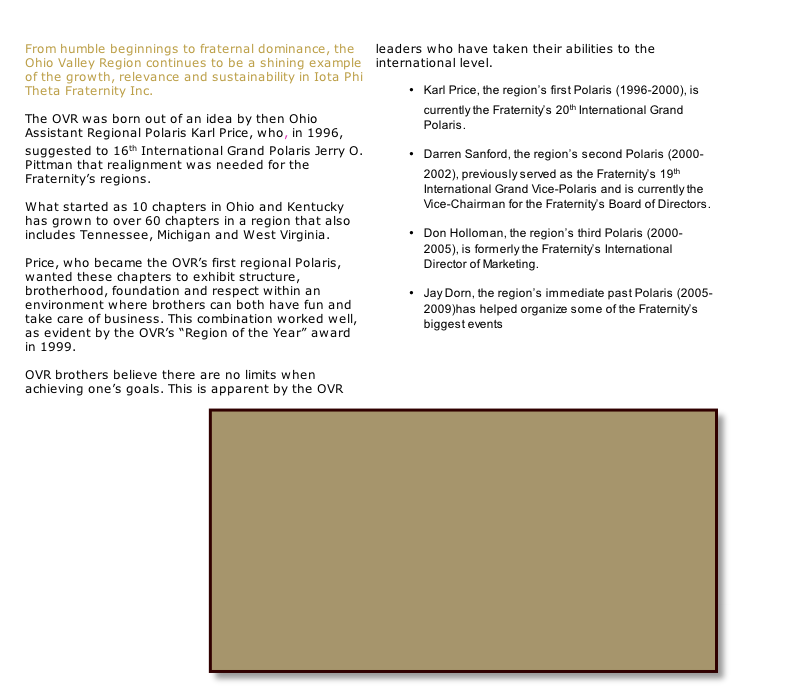 From humble beginnings to fraternal dominance, the
Ohio Valley Region continues to be a shining example
of the growth, relevance and sustainability in Iota Phi
Theta Fraternity Inc.
The OVR was born out of an idea by then Ohio
Assistant Regional Polaris Karl Price, who, in 1996,
suggested to 16th International Grand Polaris Jerry O.
Pittman that realignment was needed for the
Fraternity’s regions.
What started as 10 chapters in Ohio and Kentucky
has grown to over 60 chapters in a region that also
includes Tennessee, Michigan and West Virginia.
Price, who became the OVR’s first regional Polaris,
wanted these chapters to exhibit structure,
brotherhood, foundation and respect within an
environment where brothers can both have fun and
take care of business. This combination worked well,
as evident by the OVR’s “Region of the Year” award
in 1999.
OVR brothers believe there are no limits when
achieving one’s goals. This is apparent by the OVR
leaders who have taken their abilities to the
international level.
• Karl Price, the region’s first Polaris (1996-2000), is
currently the Fraternity’s 20th International Grand
Polaris.
• Darren Sanford, the region’s second Polaris (2000-
2002), previously served as the Fraternity’s 19th
International Grand Vice-Polaris and is currently the
Vice-Chairman for the Fraternity’s Board of Directors.
• Don Holloman, the region’s third Polaris (2000-
2005), is formerly the Fraternity’s International
Director of Marketing.
• Jay Dorn, the region’s immediate past Polaris (2005-
2009)has helped organize some of the Fraternity’s
biggest events